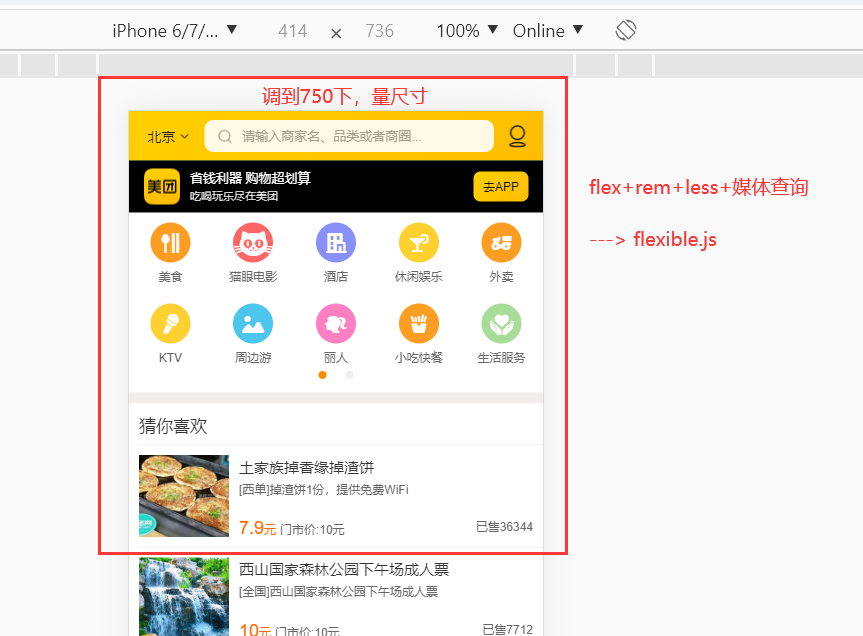 iPhone 6/7/... ▼ 414 × 736 100% ▼ Online ▼
调到750下，量尺寸
北京 请输入商家名、品类或者商圈...
美团 省钱利器 购物超划算 去APP
吃喝玩乐尽在美团
flex+rem+less+媒体查询
---> flexible.js
美食 猫眼电影 酒店 休闲娱乐 外卖
KTV 周边游 丽人 小吃快餐 生活服务
猜你喜欢
土家族掉香缘掉渣饼
[西单]掉渣饼1份，提供免费WiFi
7.9元 门市价:10元 已售36344
西山国家森林公园下午场成人票
[全国]西山国家森林公园下午场成人票
10元 门市价:10元 已售7712